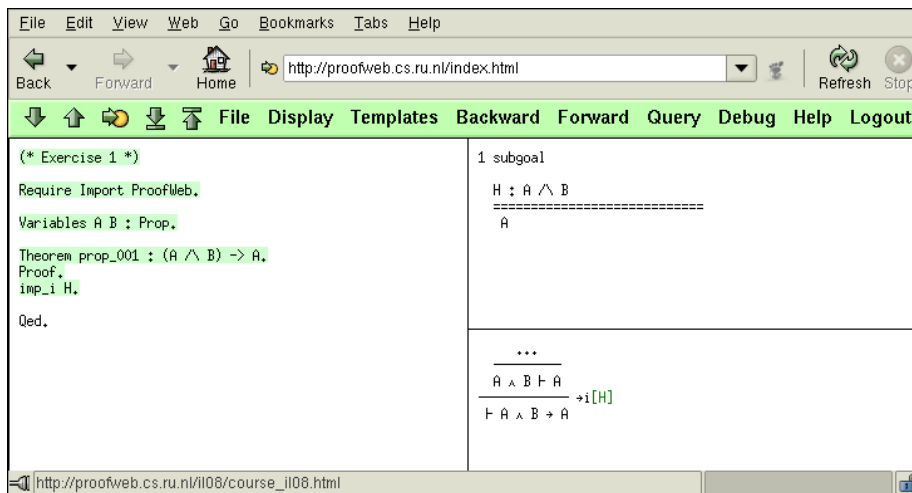 File Edit View Web Go Bookmarks Tabs Help
http://proofweb.cs.ru.nl/index.html
Back Forward Home Refresh Stop
File Display Templates Backward Forward Query Debug Help Logout
(* Exercise 1 *)
Require Import ProofWeb.
Variables A B : Prop.
Theorem prop_001 : (A /\ B) -> A.
Proof.
imp_i H.
Qed.
1 subgoal
H : A /\ B
============================
A
...
A ∧ B ⊢ A
→i[H]
⊢ A ∧ B → A
http://proofweb.cs.ru.nl/il08/course_il08.html